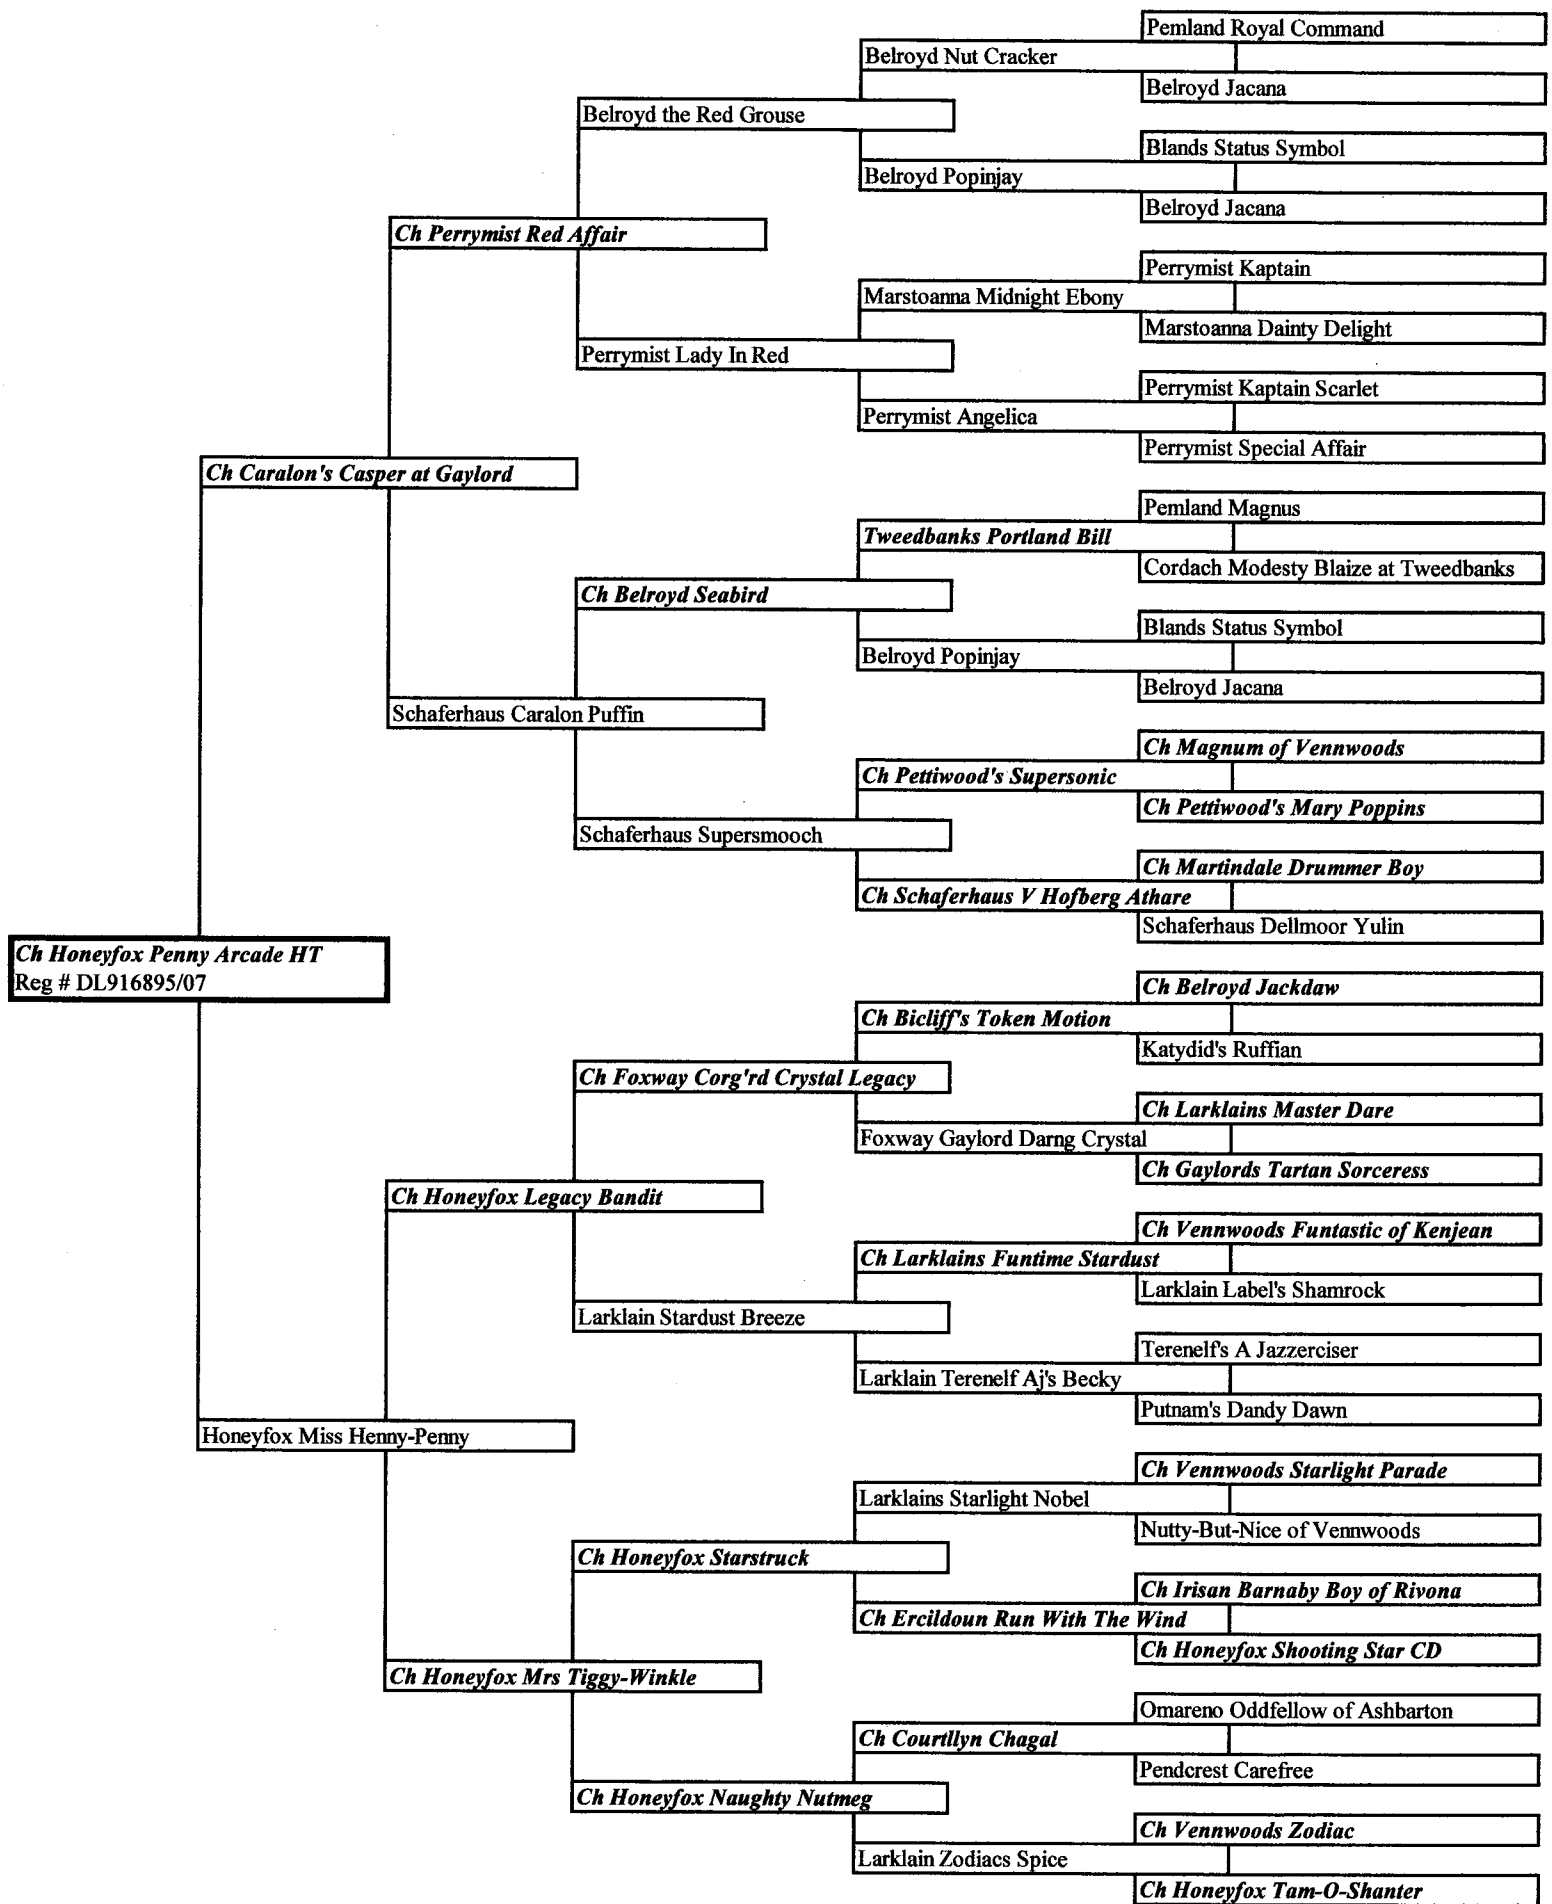 Pemland Royal Command
Belroyd Nut Cracker
Belroyd Jacana
Belroyd the Red Grouse
Blands Status Symbol
Belroyd Popinjay
Belroyd Jacana
Ch Perrymist Red Affair
Perrymist Kaptain
Marstoanna Midnight Ebony
Marstoanna Dainty Delight
Perrymist Lady In Red
Perrymist Kaptain Scarlet
Perrymist Angelica
Perrymist Special Affair
Ch Caralon's Casper at Gaylord
Pemland Magnus
Tweedbanks Portland Bill
Cordach Modesty Blaize at Tweedbanks
Ch Belroyd Seabird
Blands Status Symbol
Belroyd Popinjay
Belroyd Jacana
Schaferhaus Caralon Puffin
Ch Magnum of Vennwoods
Ch Pettiwood's Supersonic
Ch Pettiwood's Mary Poppins
Schaferhaus Supersmooch
Ch Martindale Drummer Boy
Ch Schaferhaus V Hofberg Athare
Schaferhaus Dellmoor Yulin
Ch Honeyfox Penny Arcade HT
Reg # DL916895/07
Ch Belroyd Jackdaw
Ch Bicliff's Token Motion
Katydid's Ruffian
Ch Foxway Corg'rd Crystal Legacy
Ch Larklains Master Dare
Foxway Gaylord Darng Crystal
Ch Gaylords Tartan Sorceress
Ch Honeyfox Legacy Bandit
Ch Vennwoods Funtastic of Kenjean
Ch Larklains Funtime Stardust
Larklain Label's Shamrock
Larklain Stardust Breeze
Terenelf's A Jazzerciser
Larklain Terenelf Aj's Becky
Putnam's Dandy Dawn
Honeyfox Miss Henny-Penny
Ch Vennwoods Starlight Parade
Larklains Starlight Nobel
Nutty-But-Nice of Vennwoods
Ch Honeyfox Starstruck
Ch Irisan Barnaby Boy of Rivona
Ch Ercildoun Run With The Wind
Ch Honeyfox Shooting Star CD
Ch Honeyfox Mrs Tiggy-Winkle
Omareno Oddfellow of Ashbarton
Ch Courtllyn Chagal
Pendcrest Carefree
Ch Honeyfox Naughty Nutmeg
Ch Vennwoods Zodiac
Larklain Zodiacs Spice
Ch Honeyfox Tam-O-Shanter